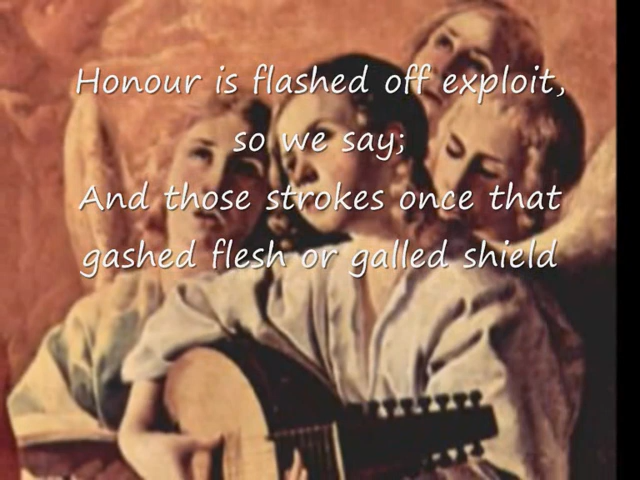 Honour is flashed off exploit,
so we say;
And those strokes once that
gashed flesh or galled shield